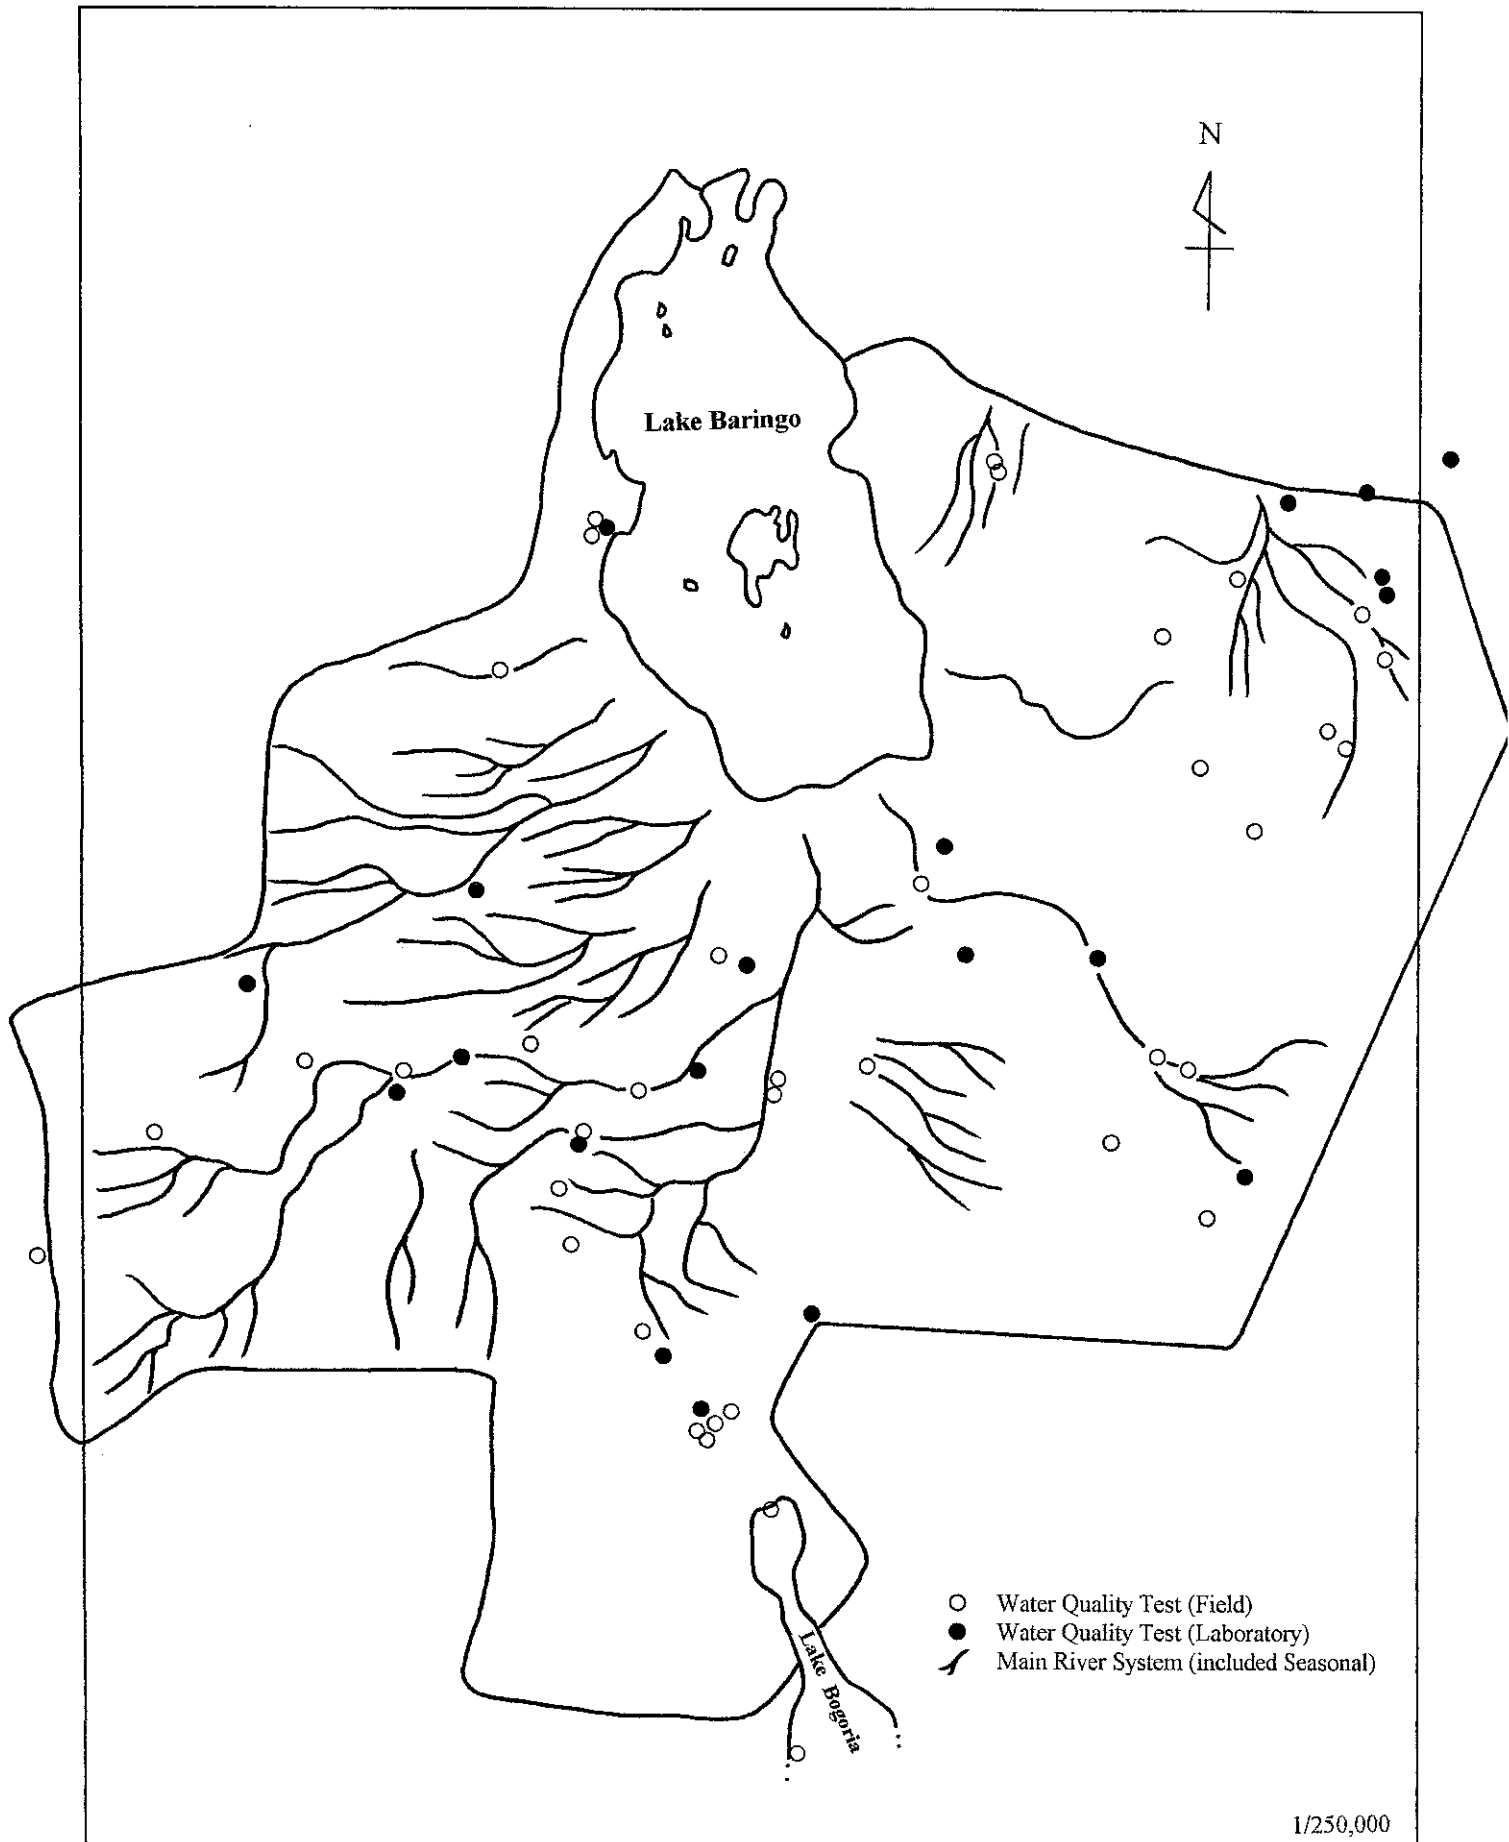 N
Lake Baringo
Water Quality Test (Field)
Water Quality Test (Laboratory)
Main River System (included Seasonal)
Lake Bogoria
1/250,000